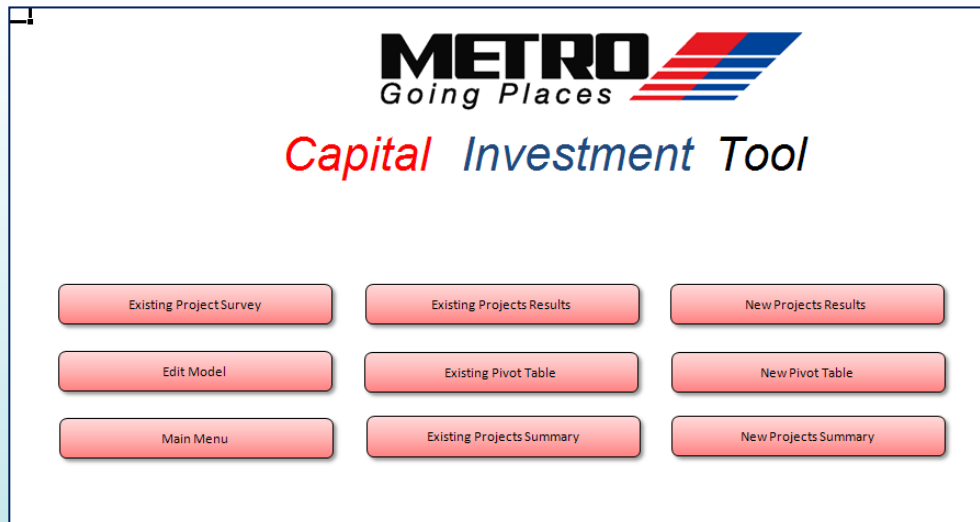 METRO
Going Places
Capital Investment Tool
Existing Project Survey
Existing Projects Results
New Projects Results
Edit Model
Existing Pivot Table
New Pivot Table
Main Menu
Existing Projects Summary
New Projects Summary